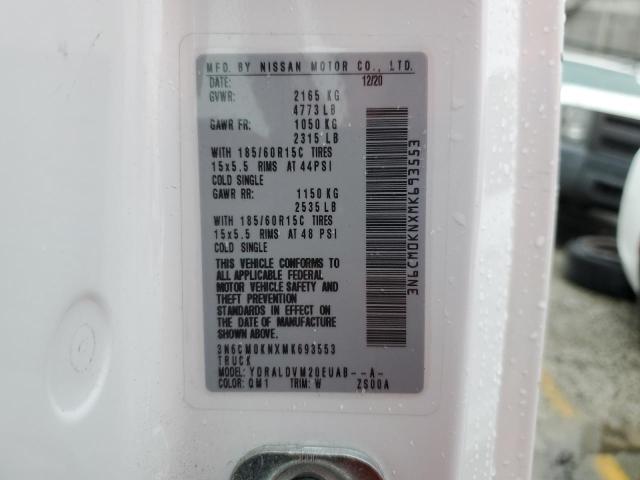 MFD. BY NISSAN MOTOR CO., LTD.
DATE: 12/20
GVWR: 2165 KG
4773 LB
GAWR FR: 1050 KG
2315 LB
WITH 185/60R15C TIRES
15x5.5 RIMS AT 44PSI
COLD SINGLE
GAWR RR: 1150 KG
2535 LB
WITH 185/60R15C TIRES
15x5.5 RIMS AT 48 PSI
COLD SINGLE
THIS VEHICLE CONFORMS TO
ALL APPLICABLE FEDERAL
MOTOR VEHICLE SAFETY AND
THEFT PREVENTION
STANDARDS IN EFFECT ON
THE DATE OF MANUFACTURE
SHOWN ABOVE.
3N6CM0KNXMK693553
TRUCK
MODEL: YDRALDVM20EUAB--A-
COLOR: QM1 TRIM: W ZS00A
3N6CM0KNXMK693553